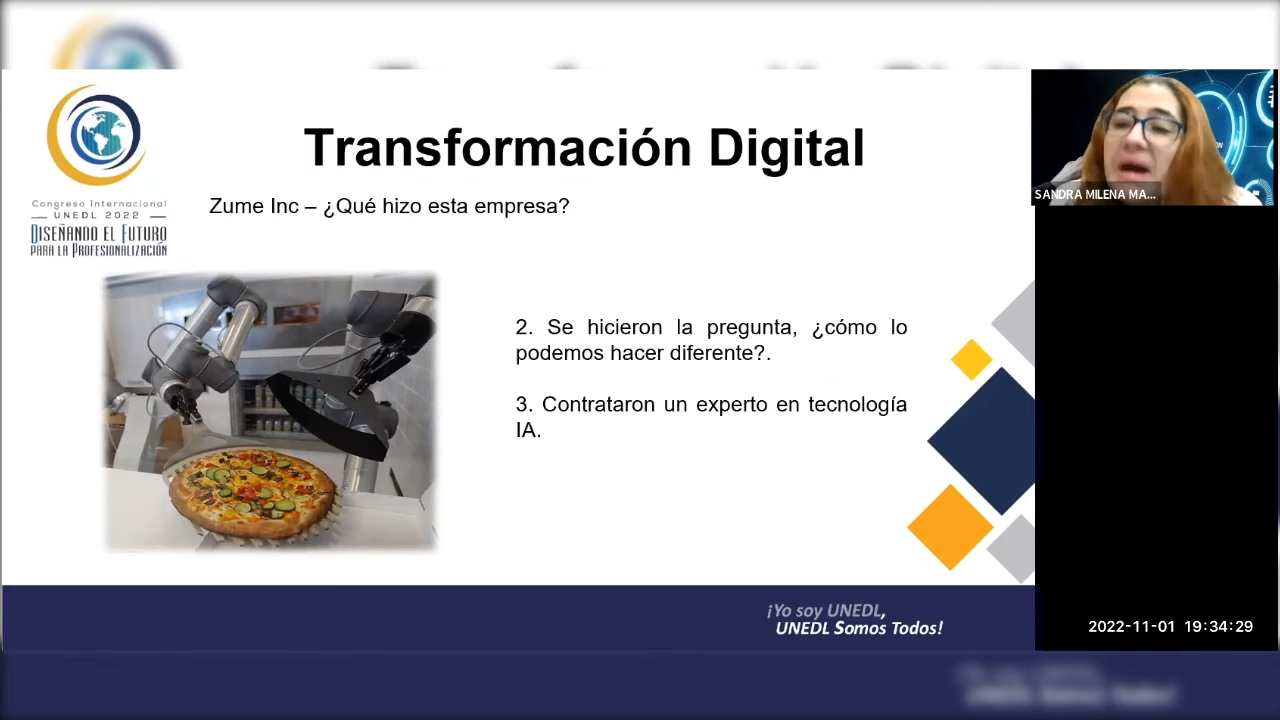 Transformación Digital
Zume Inc – ¿Qué hizo esta empresa?
Congreso Internacional
UNEDL 2022
DISEÑANDO EL FUTURO
PARA LA PROFESIONALIZACIÓN
2. Se hicieron la pregunta, ¿cómo lo
podemos hacer diferente?.
3. Contrataron un experto en tecnología
IA.
¡Yo soy UNEDL,
UNEDL Somos Todos!
SANDRA MILENA MA...
2022-11-01 19:34:29